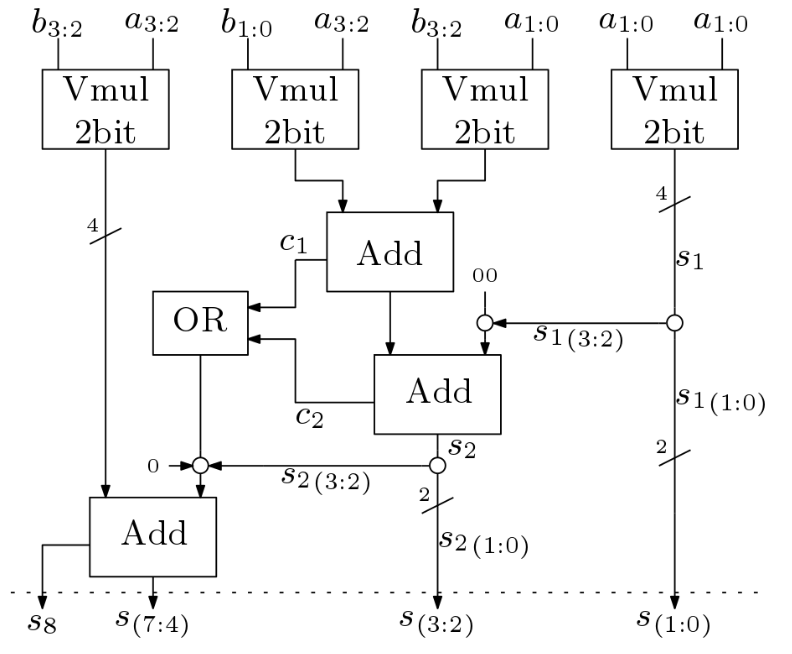 b3:2 a3:2 b1:0 a3:2 b3:2 a1:0 a1:0 a1:0
Vmul 2bit
Vmul 2bit
Vmul 2bit
Vmul 2bit
4
4
c1
Add
s1
00
OR
s1(3:2)
Add
s1(1:0)
c2
s2
2
0
s2(3:2)
2
Add
s2(1:0)
s8 s(7:4) s(3:2) s(1:0)